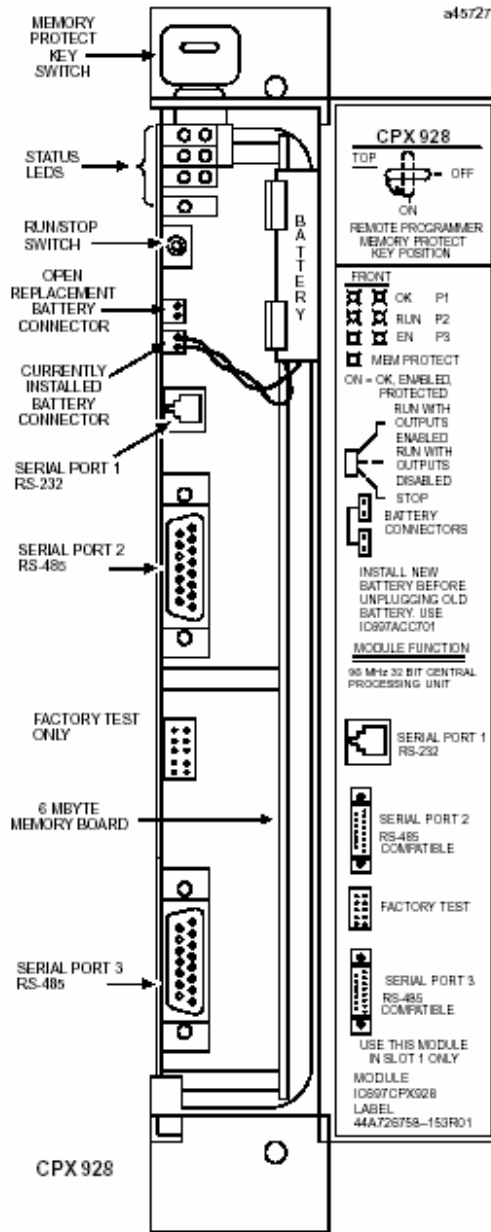 a45727
MEMORY
PROTECT
KEY
SWITCH
STATUS
LEDS
RUN/STOP
SWITCH
OPEN
REPLACEMENT
BATTERY
CONNECTOR
CURRENTLY
INSTALLED
BATTERY
CONNECTOR
SERIAL PORT 1
RS-232
SERIAL PORT 2
RS-485
FACTORY TEST
ONLY
6 MBYTE
MEMORY BOARD
SERIAL PORT 3
RS-485
CPX 928
BATTERY
CPX 928
TOP
OFF
ON
REMOTE PROGRAMMER
MEMORY PROTECT
KEY POSITION
FRONT
OK P1
RUN P2
EN P3
MEM PROTECT
ON = OK, ENABLED,
PROTECTED
RUN WITH
OUTPUTS
ENABLED
RUN WITH
OUTPUTS
DISABLED
STOP
BATTERY
CONNECTORS
INSTALL NEW
BATTERY BEFORE
UNPLUGGING OLD
BATTERY. USE
IC697ACC701
MODULE FUNCTION
96 MHz 32 BIT CENTRAL
PROCESSING UNIT
SERIAL PORT 1
RS-232
SERIAL PORT 2
RS-485
COMPATIBLE
FACTORY TEST
SERIAL PORT 3
RS-485
COMPATIBLE
USE THIS MODULE
IN SLOT 1 ONLY
MODULE
IC697CPX928
LABEL
44A726758-153R01